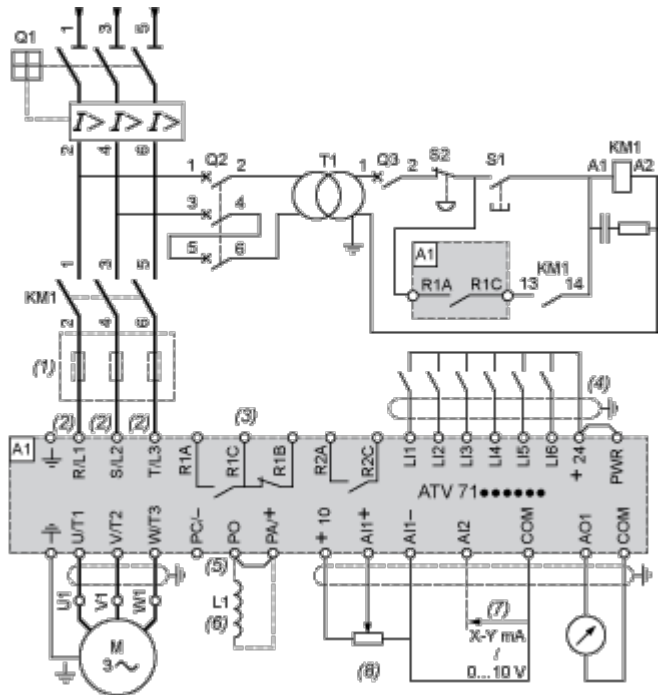 1 3 5
Q1
I> I> I>
2 4 6
1 Q2 2 T1 1 Q3 2 S2 S1 KM1
A1 A2
3 4
5 6
A1
R1A R1C 13 KM1 14
1 3 5
KM1
2 4 6
(1)
(2) (2) (2) (3) (4)
A1
R/L1 S/L2 T/L3 R1A R1C R1B R2A R2C LI1 LI2 LI3 LI4 LI5 LI6 + 24 PWR
ATV 71●●●●●●
U/T1 V/T2 W/T3 PC/- PO PA/+ + 10 AI1+ AI1- AI2 COM AO1 COM
(5)
U1 V1 W1 L1
(6)
(7)
M
3~
X-Y mA
/
0...10 V
(8)